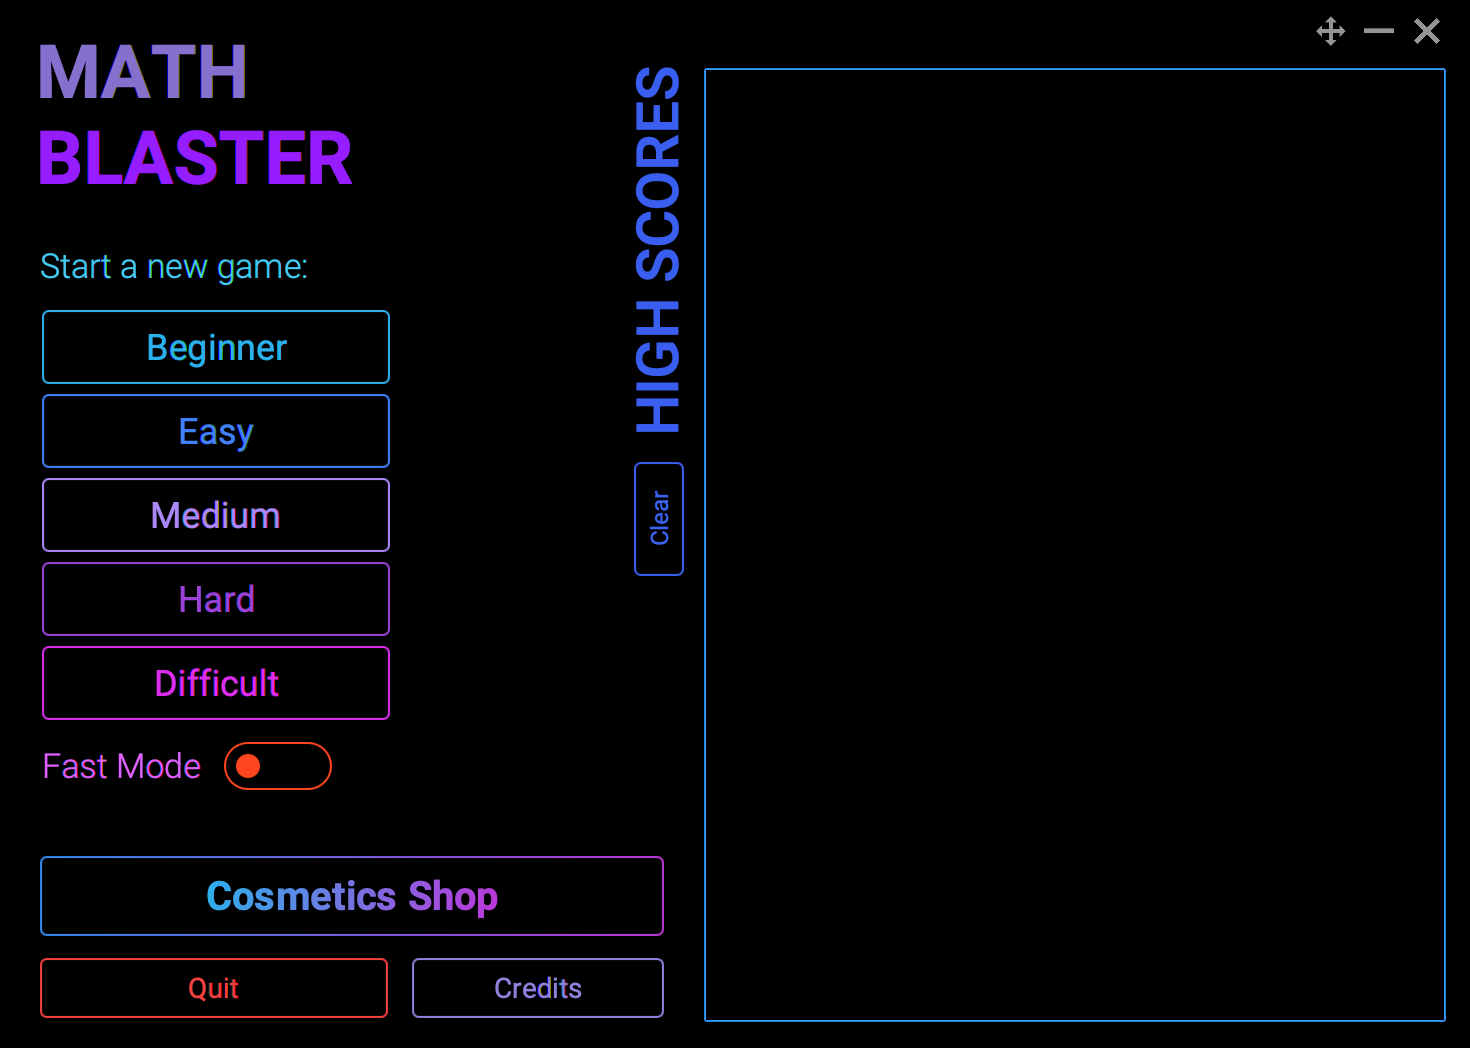 MATH
BLASTER
Start a new game:
Beginner
Easy
Medium
Hard
Difficult
Fast Mode
Cosmetics Shop
Quit
Credits
HIGH SCORES
Clear